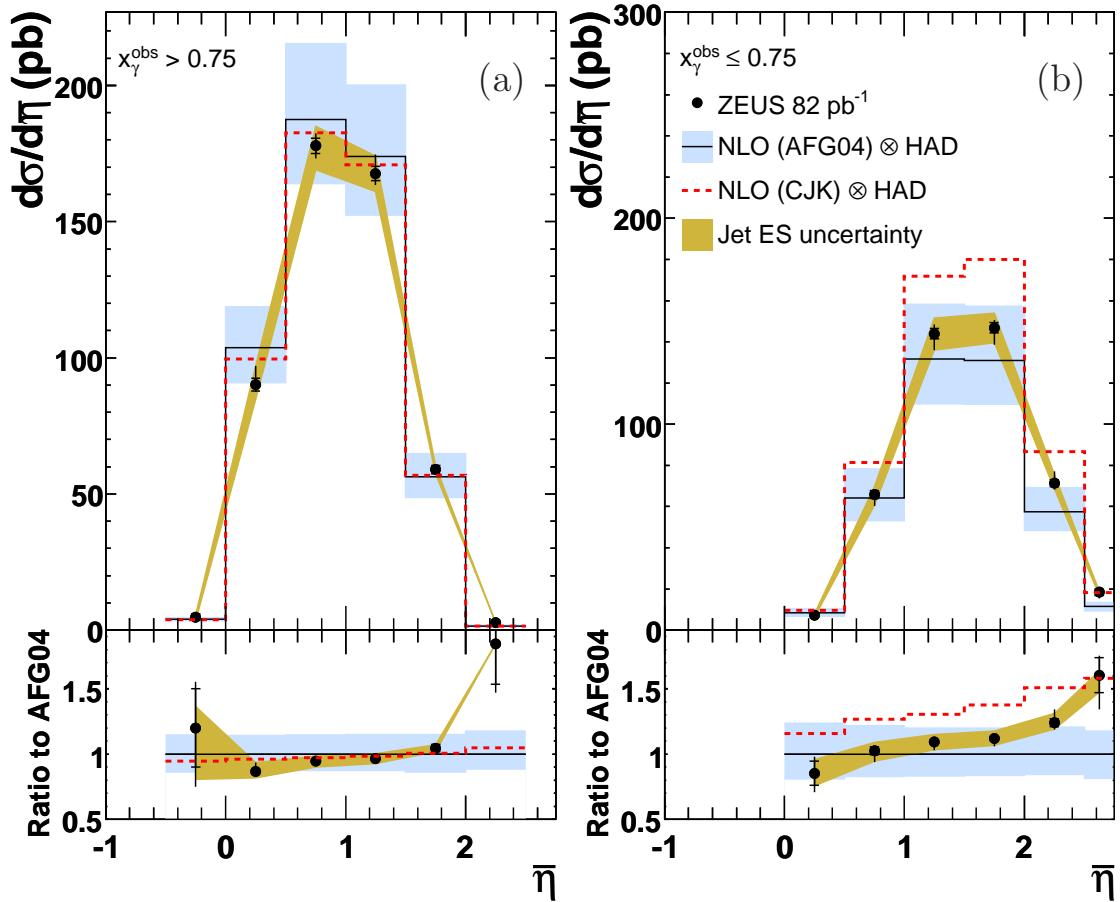 dσ/dη̅ (pb)
x_γ^obs > 0.75
(a)
200
150
100
50
0
Ratio to AFG04
1.5
1
0.5
-1 0 1 2
η̅
dσ/dη̅ (pb)
x_γ^obs ≤ 0.75
(b)
ZEUS 82 pb⁻¹
NLO (AFG04) ⊗ HAD
NLO (CJK) ⊗ HAD
Jet ES uncertainty
300
200
100
0
Ratio to AFG04
1.5
1
0.5
-1 0 1 2
η̅